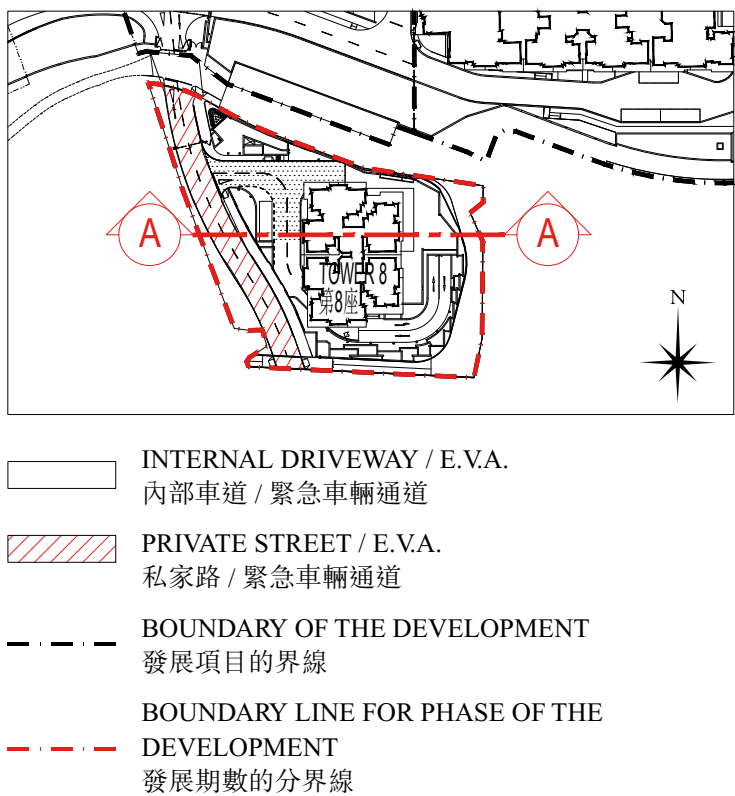 A
A
TOWER 8
第8座
N
INTERNAL DRIVEWAY / E.V.A.
內部車道 / 緊急車輛通道
PRIVATE STREET / E.V.A.
私家路 / 緊急車輛通道
BOUNDARY OF THE DEVELOPMENT
發展項目的界線
BOUNDARY LINE FOR PHASE OF THE
DEVELOPMENT
發展期數的分界線